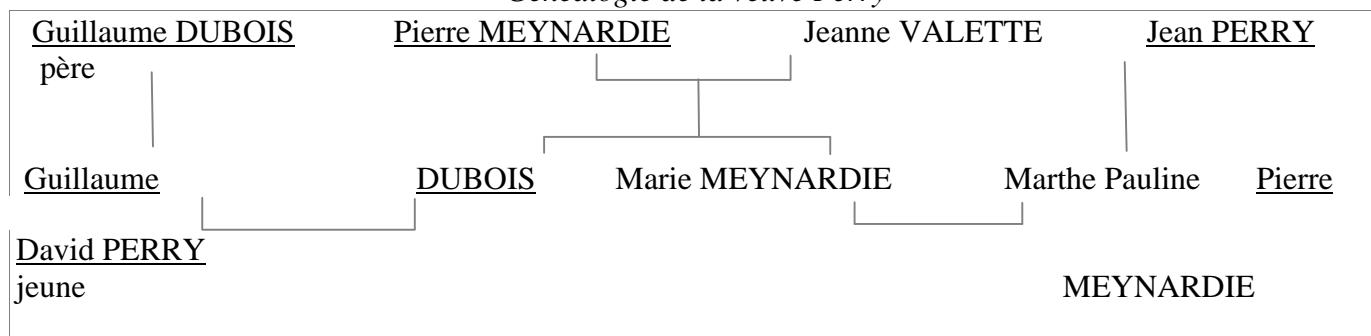 Généalogie de la veuve Perry
Guillaume DUBOIS Pierre MEYNARDIE Jeanne VALETTE Jean PERRY
père
Guillaume DUBOIS Marie MEYNARDIE Marthe Pauline Pierre
David PERRY
jeune MEYNARDIE